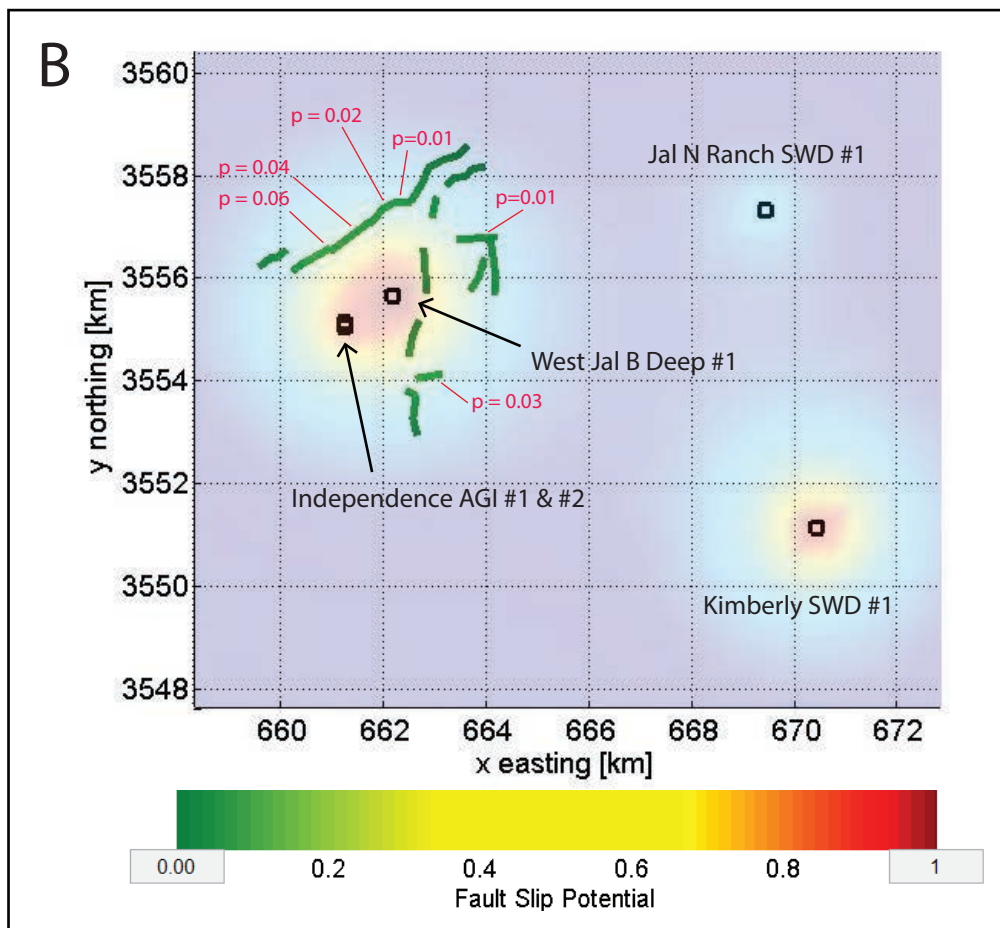 B
3560
3558
3556
3554
3552
3550
3548
y northing [km]
p = 0.02
p=0.01
p = 0.04
p = 0.06
p=0.01
p = 0.03
Jal N Ranch SWD #1
West Jal B Deep #1
Independence AGI #1 & #2
Kimberly SWD #1
660 662 664 666 668 670 672
x easting [km]
0.00 0.2 0.4 0.6 0.8 1
Fault Slip Potential